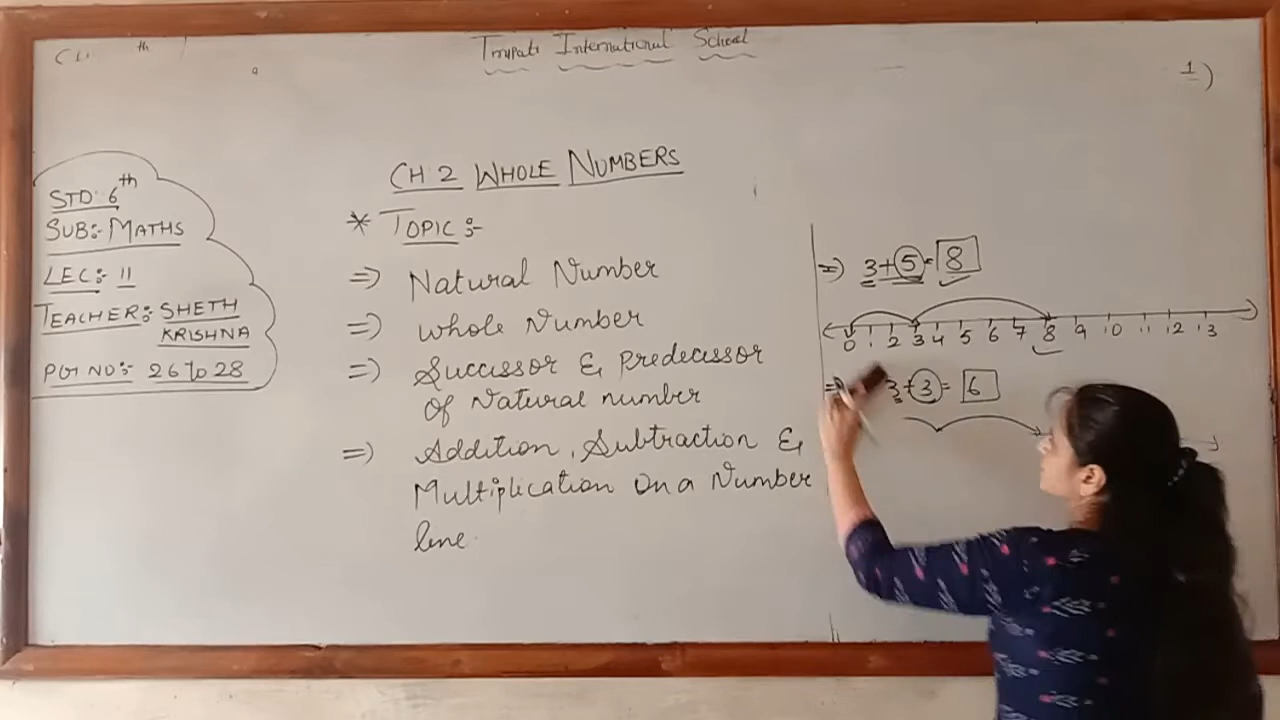 th
Tirupati International School
1)
STD: 6th
SUB:- MATHS
LEC:- 11
TEACHER:- SHETH
KRISHNA
PG NO:- 26 to 28
CH 2 WHOLE NUMBERS
* TOPIC :-
=) Natural Number
=) Whole Number
=) Successor & Predecessor
of Natural number
=) Addition, Subtraction &
Multiplication on a Number
line.
=) 3+5=8
0 1 2 3 4 5 6 7 8 9 10 11 12 13
3+3=6